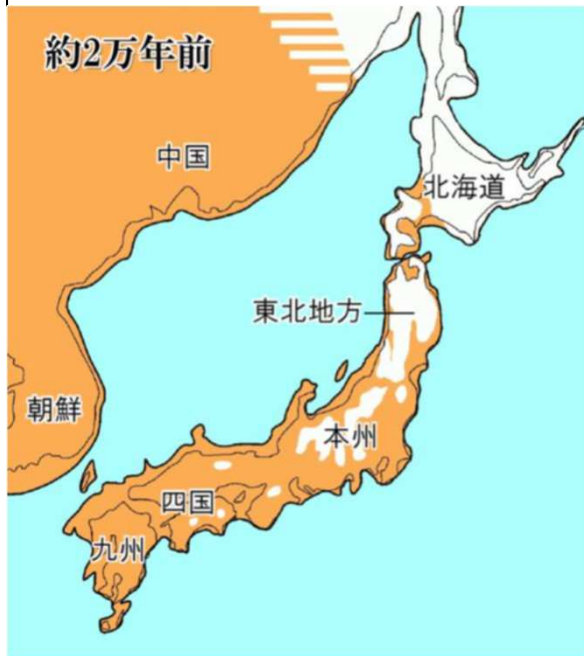 約2万年前
中国
北海道
東北地方
朝鮮
本州
四国
九州